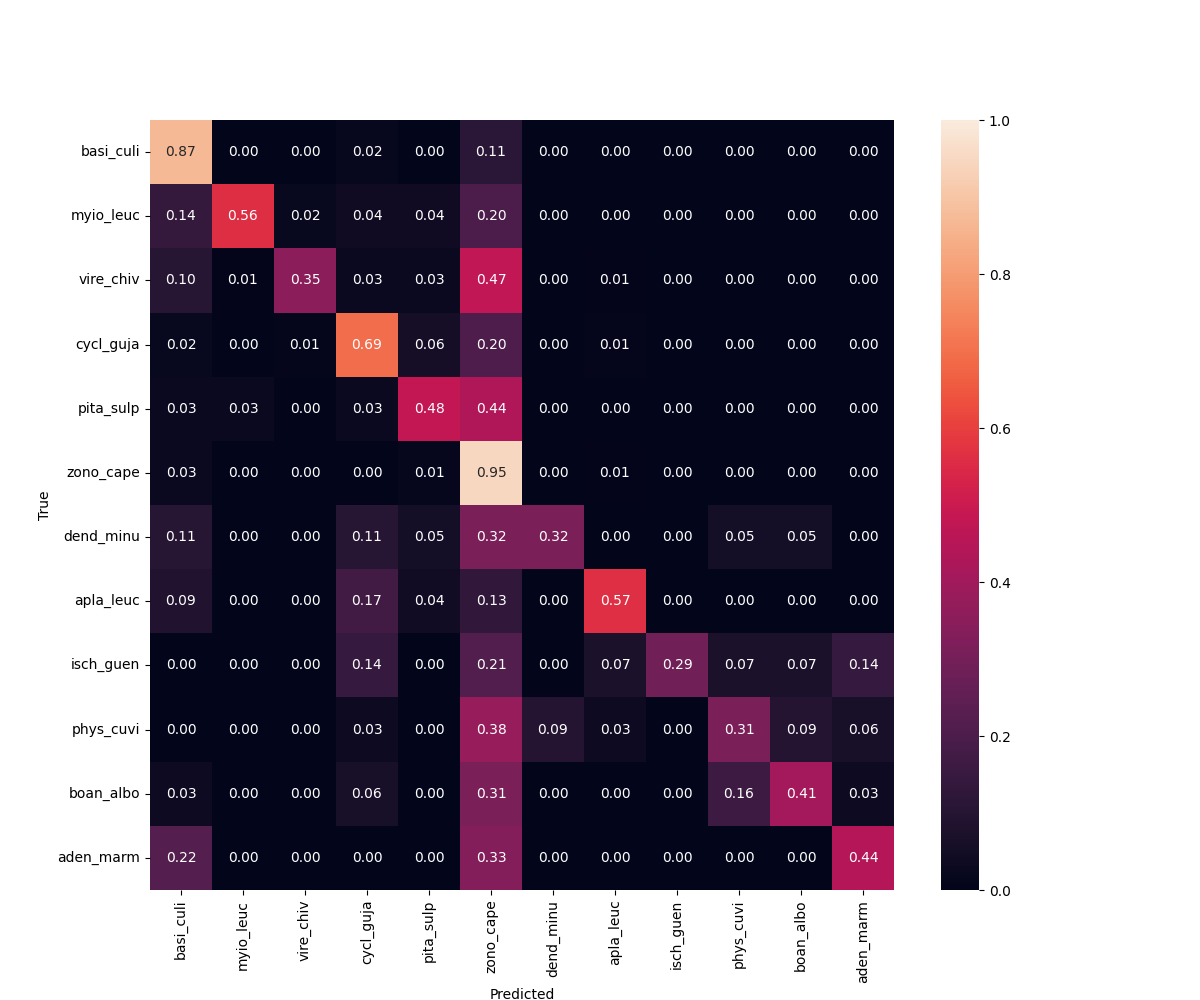 basi_culi 0.87 0.00 0.00 0.02 0.00 0.11 0.00 0.00 0.00 0.00 0.00 0.00
myio_leuc 0.14 0.56 0.02 0.04 0.04 0.20 0.00 0.00 0.00 0.00 0.00 0.00
vire_chiv 0.10 0.01 0.35 0.03 0.03 0.47 0.00 0.01 0.00 0.00 0.00 0.00
cycl_guja 0.02 0.00 0.01 0.69 0.06 0.20 0.00 0.01 0.00 0.00 0.00 0.00
pita_sulp 0.03 0.03 0.00 0.03 0.48 0.44 0.00 0.00 0.00 0.00 0.00 0.00
zono_cape 0.03 0.00 0.00 0.00 0.01 0.95 0.00 0.01 0.00 0.00 0.00 0.00
dend_minu 0.11 0.00 0.00 0.11 0.05 0.32 0.32 0.00 0.00 0.05 0.05 0.00
apla_leuc 0.09 0.00 0.00 0.17 0.04 0.13 0.00 0.57 0.00 0.00 0.00 0.00
isch_guen 0.00 0.00 0.00 0.14 0.00 0.21 0.00 0.07 0.29 0.07 0.07 0.14
phys_cuvi 0.00 0.00 0.00 0.03 0.00 0.38 0.09 0.03 0.00 0.31 0.09 0.06
boan_albo 0.03 0.00 0.00 0.06 0.00 0.31 0.00 0.00 0.00 0.16 0.41 0.03
aden_marm 0.22 0.00 0.00 0.00 0.00 0.33 0.00 0.00 0.00 0.00 0.00 0.44
basi_culi myio_leuc vire_chiv cycl_guja pita_sulp zono_cape dend_minu apla_leuc isch_guen phys_cuvi boan_albo aden_marm
Predicted
True
1.0
0.8
0.6
0.4
0.2
0.0